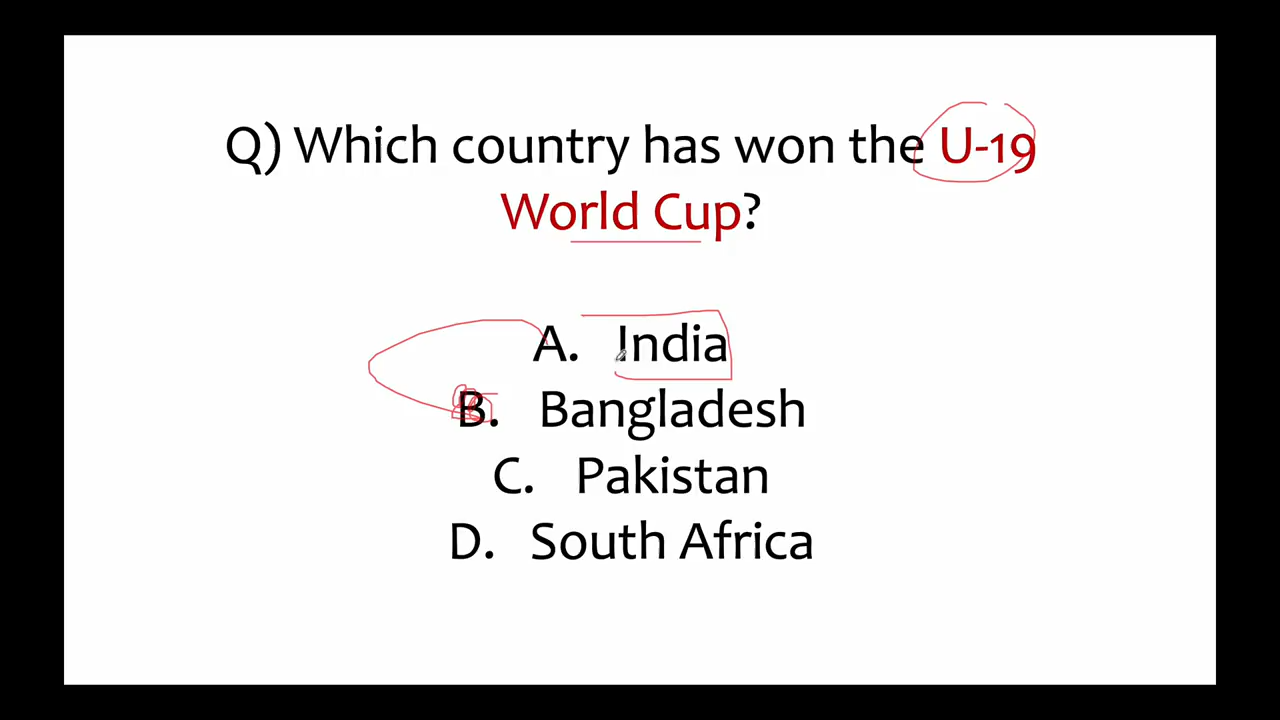 Q) Which country has won the U-19
World Cup?
A. India
B. Bangladesh
C. Pakistan
D. South Africa